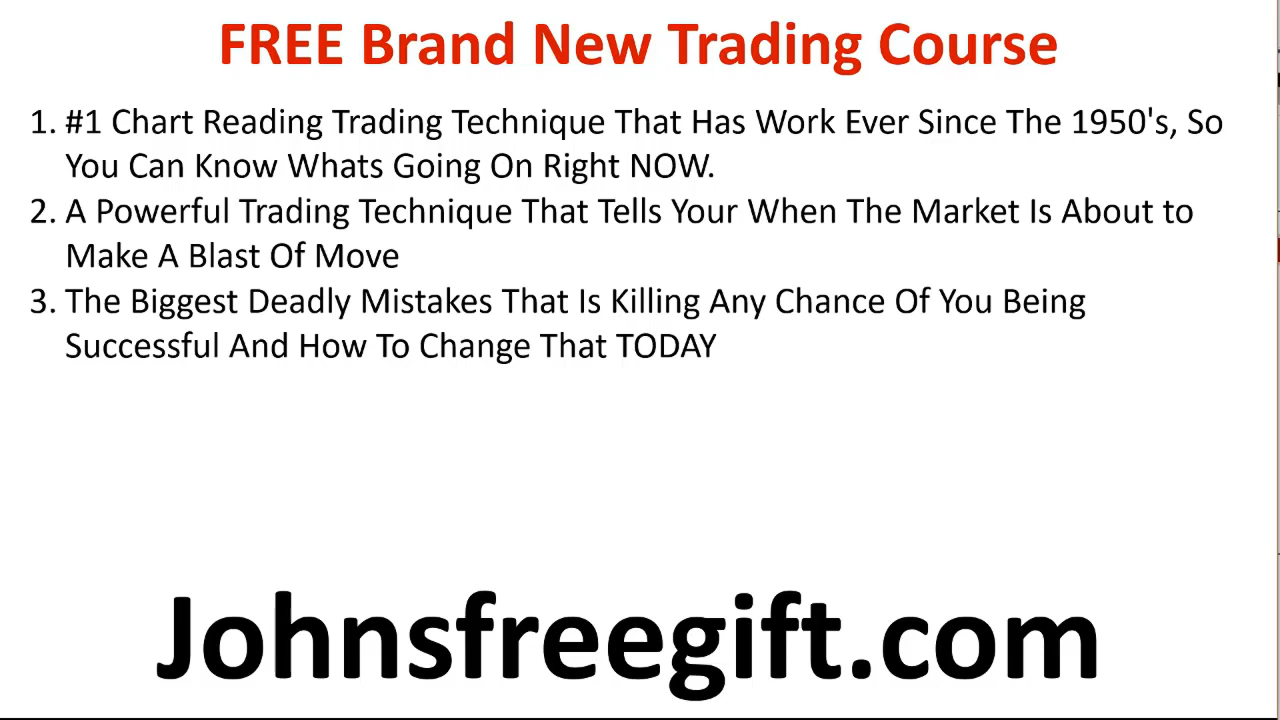 FREE Brand New Trading Course
1. #1 Chart Reading Trading Technique That Has Work Ever Since The 1950's, So
You Can Know Whats Going On Right NOW.
2. A Powerful Trading Technique That Tells Your When The Market Is About to
Make A Blast Of Move
3. The Biggest Deadly Mistakes That Is Killing Any Chance Of You Being
Successful And How To Change That TODAY
Johnsfreegift.com